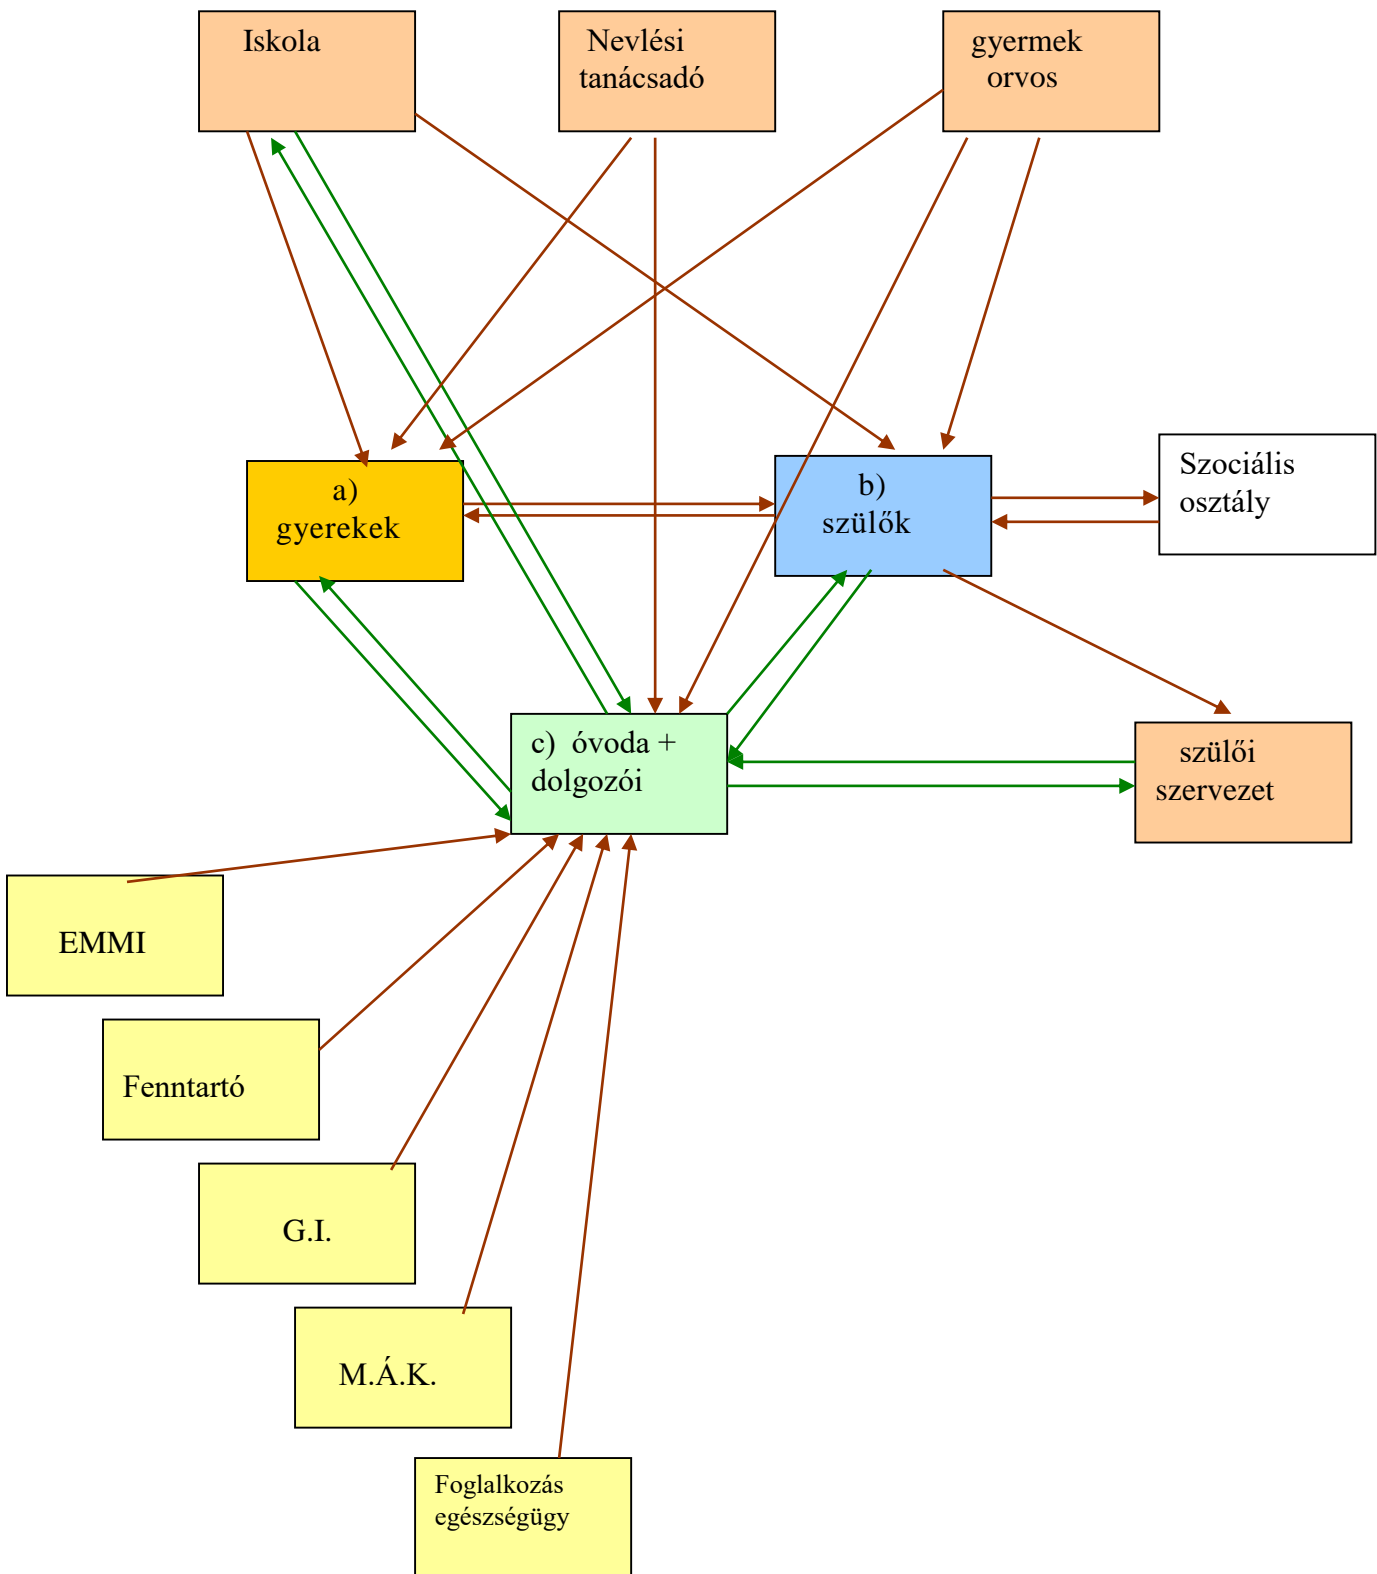 Iskola
Nevlési
tanácsadó
gyermek
orvos
a)
gyerekek
b)
szülők
Szociális
osztály
c) óvoda +
dolgozói
szülői
szervezet
EMMI
Fenntartó
G.I.
M.Á.K.
Foglalkozás
egészségügy